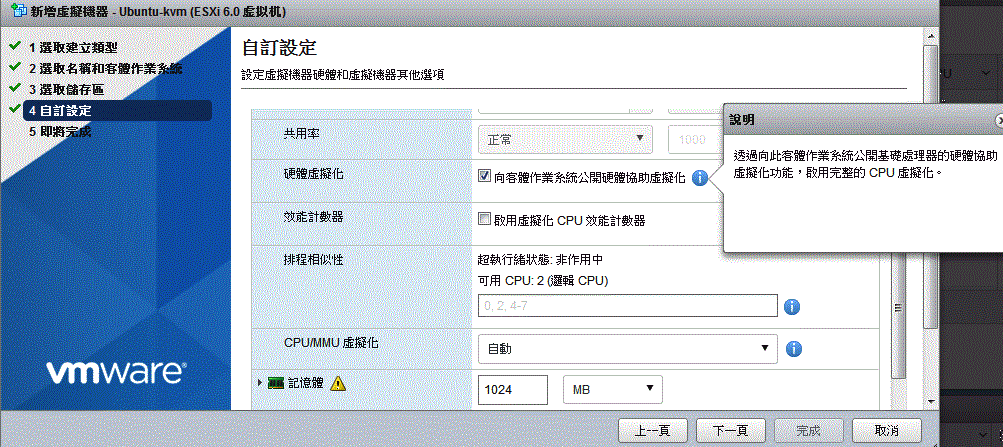 新增虛擬機器 - Ubuntu-kvm (ESXi 6.0 虚拟机)
1 選取建立類型
2 選取名稱和客體作業系統
3 選取儲存區
4 自訂設定
5 即將完成
vmware®
自訂設定
設定虛擬機器硬體和虛擬機器其他選項
共用率
正常
1000
硬體虛擬化
向客體作業系統公開硬體協助虛擬化
效能計數器
啟用虛擬化 CPU 效能計數器
排程相似性
超執行緒狀態: 非作用中
可用 CPU: 2 (邏輯 CPU)
0, 2, 4-7
CPU/MMU 虛擬化
自動
記憶體
1024
MB
說明
透過向此客體作業系統公開基礎處理器的硬體協助
虛擬化功能，啟用完整的 CPU 虛擬化。
上一頁
下一頁
完成
取消